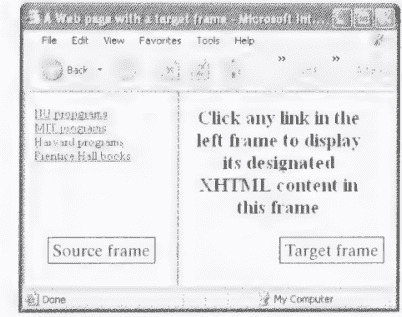 A Web page with a target frame - Microsoft Int...
File Edit View Favorites Tools Help
Back
»
»
HU programs
MIT programs
Harvard programs
Prentice Hall books
Click any link in the
left frame to display
its designated
XHTML content in
this frame
Source frame
Target frame
Done
My Computer